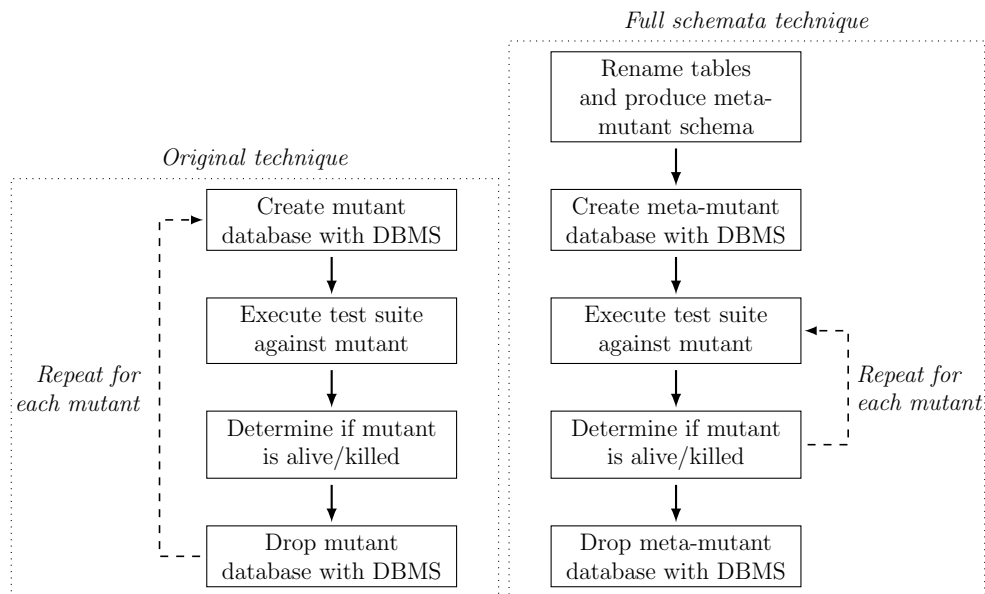 Original technique
Create mutant
database with DBMS
Execute test suite
against mutant
Determine if mutant
is alive/killed
Drop mutant
database with DBMS
Repeat for
each mutant
Full schemata technique
Rename tables
and produce meta-
mutant schema
Create meta-mutant
database with DBMS
Execute test suite
against mutant
Determine if mutant
is alive/killed
Drop meta-mutant
database with DBMS
Repeat for
each mutant